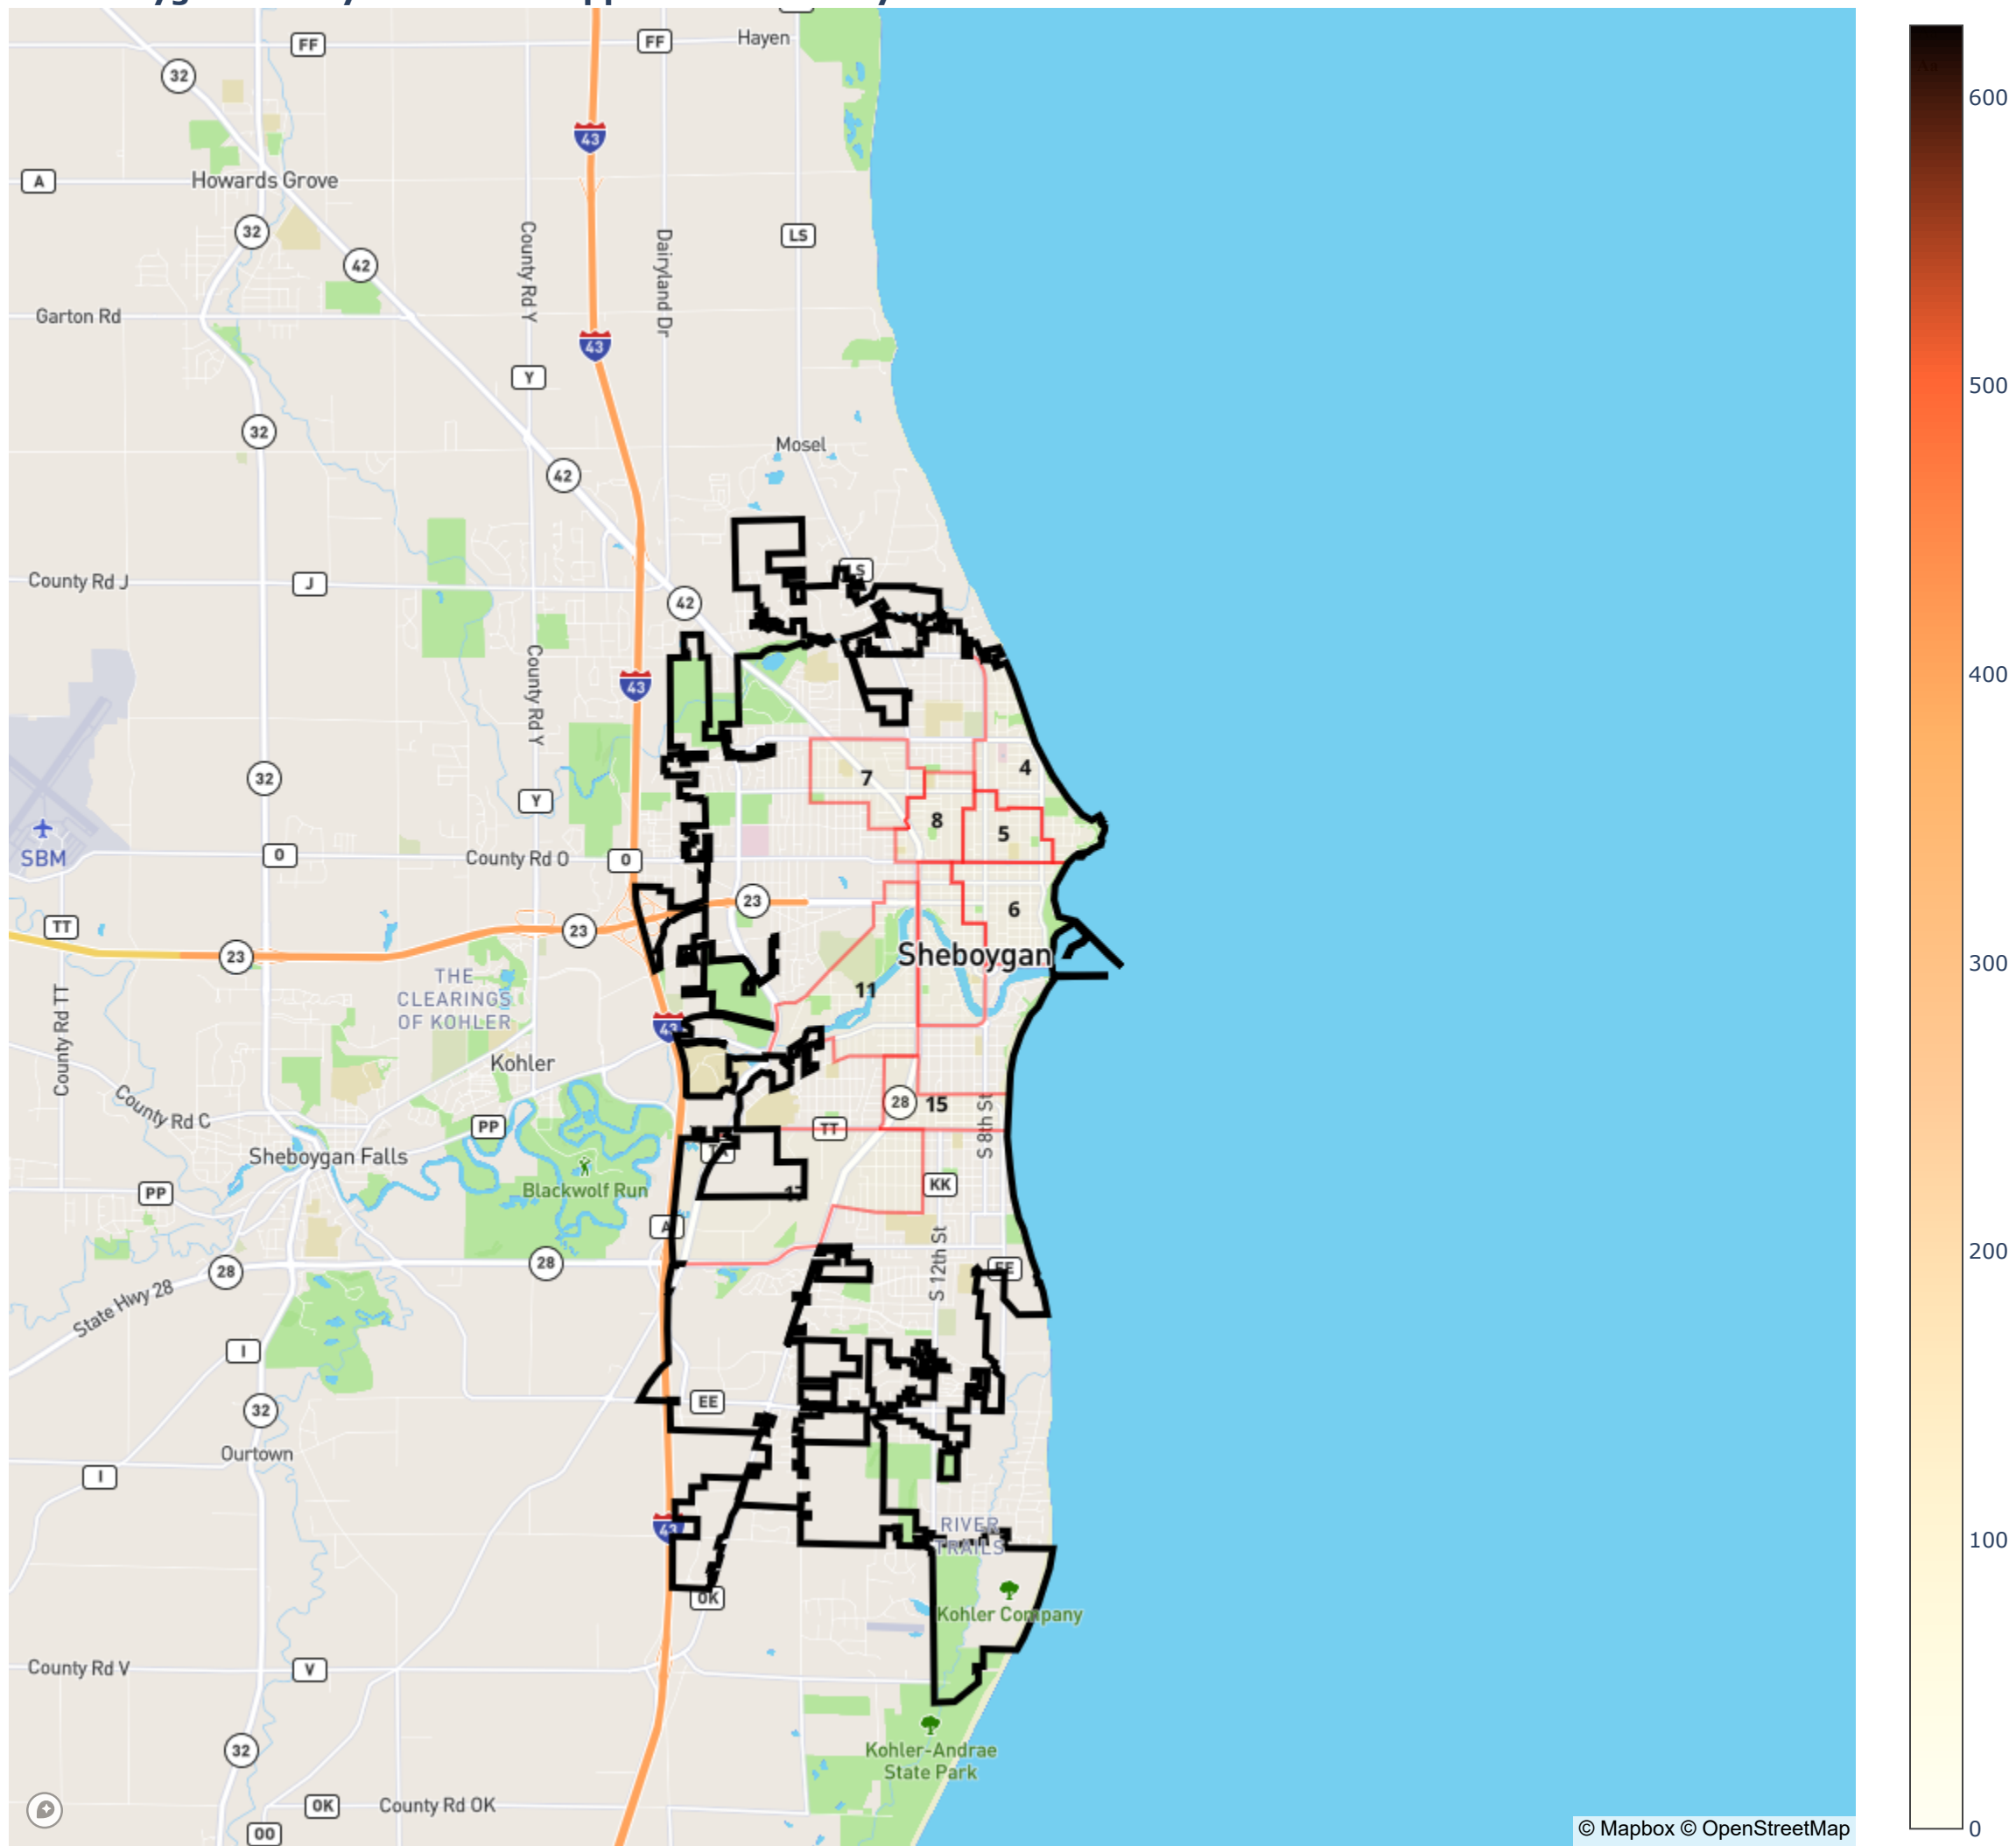 FF
FF
Hayen
32
43
600
A
Howards Grove
32
County Rd Y
Dairyland Dr
LS
42
Garton Rd
43
Y
500
32
Mosel
42
County Rd J
J
LS
42
County Rd Y
43
400
32
7
4
Y
8
5
SBM
O
County Rd O
O
TT
23
23
23
6
Sheboygan
300
THE
CLEARINGS
OF KOHLER
11
County Rd TT
43
Kohler
County Rd C
PP
28
15
TT
S 8th St
Sheboygan Falls
PP
Blackwolf Run
17
KK
A
200
28
28
S 12th St
EE
State Hwy 28
I
EE
32
Ourtown
I
43
RIVER
TRAILS
100
OK
Kohler Company
County Rd V
V
32
Kohler-Andrae
State Park
OK
County Rd OK
OO
© Mapbox © OpenStreetMap
0